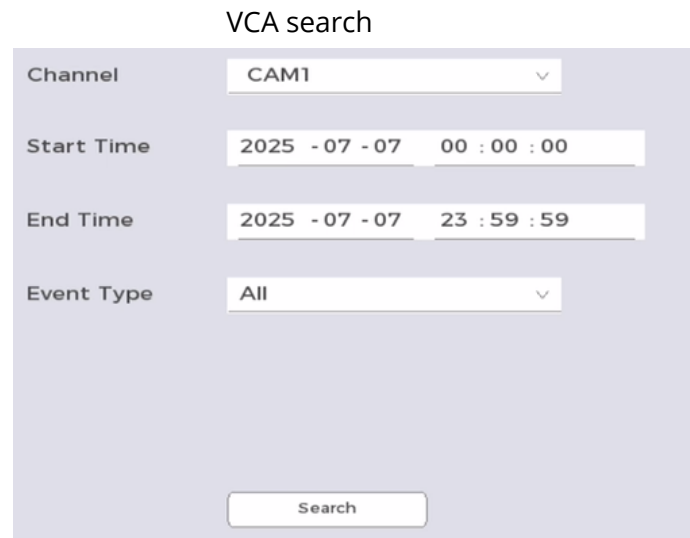 VCA search
Channel CAM1
Start Time 2025 -07 -07 00 : 00 : 00
End Time 2025 -07 -07 23 : 59 : 59
Event Type All
Search